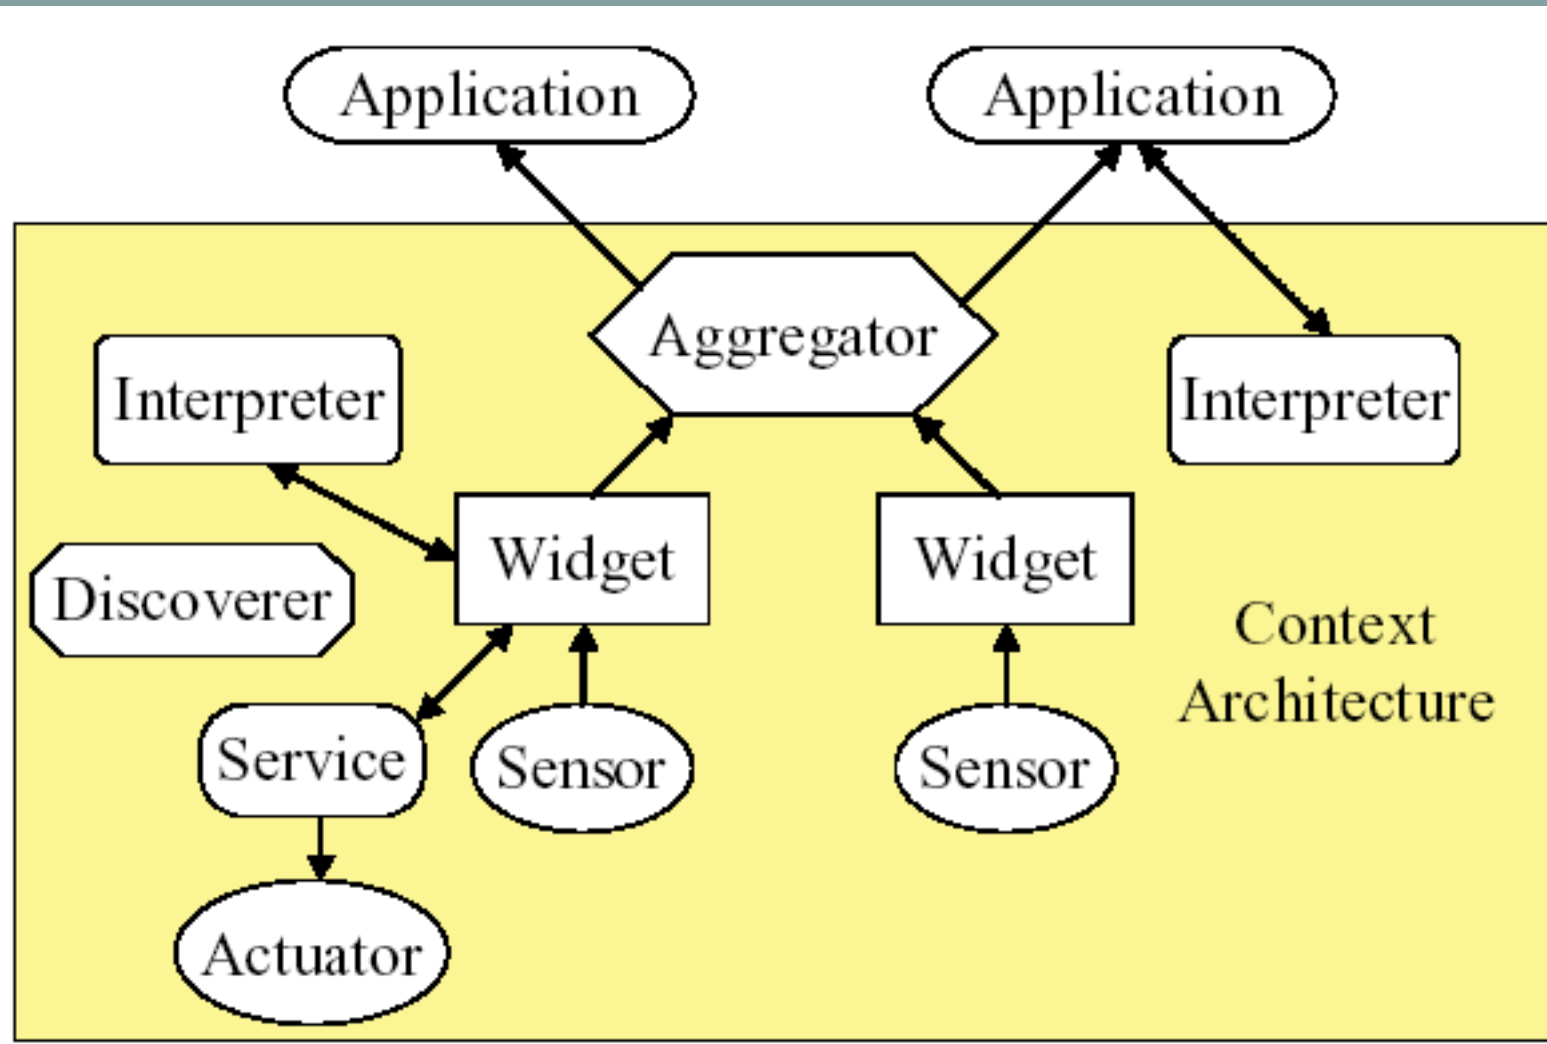 Application
Application
Aggregator
Interpreter
Interpreter
Widget
Widget
Discoverer
Context
Architecture
Service
Sensor
Sensor
Actuator